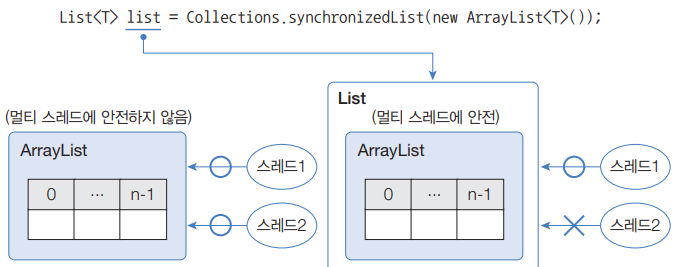 List<T> list = Collections.synchronizedList(new ArrayList<T>());
(멀티 스레드에 안전하지 않음)
ArrayList
0 … n-1
스레드1
스레드2
List
(멀티 스레드에 안전)
ArrayList
0 … n-1
스레드1
스레드2